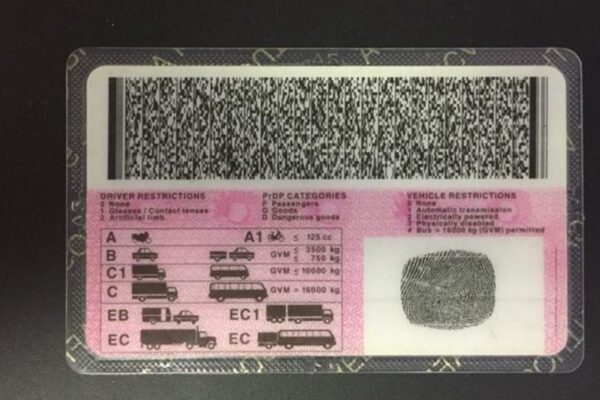 DRIVER RESTRICTIONS PrDP CATEGORIES VEHICLE RESTRICTIONS
0 None P Passengers 0 None
1 Glasses / Contact lenses G Goods 1 Automatic transmission
2 Artificial limb D Dangerous goods 2 Electrically powered
3 Physically disabled
4 Bus > 16000 kg (GVM) permitted
A A1 ≤ 125 cc
B GVM ≤ 3500 kg
≤ 750 kg
C1 GVM ≤ 16000 kg
C GVM > 16000 kg
EB EC1
EC EC